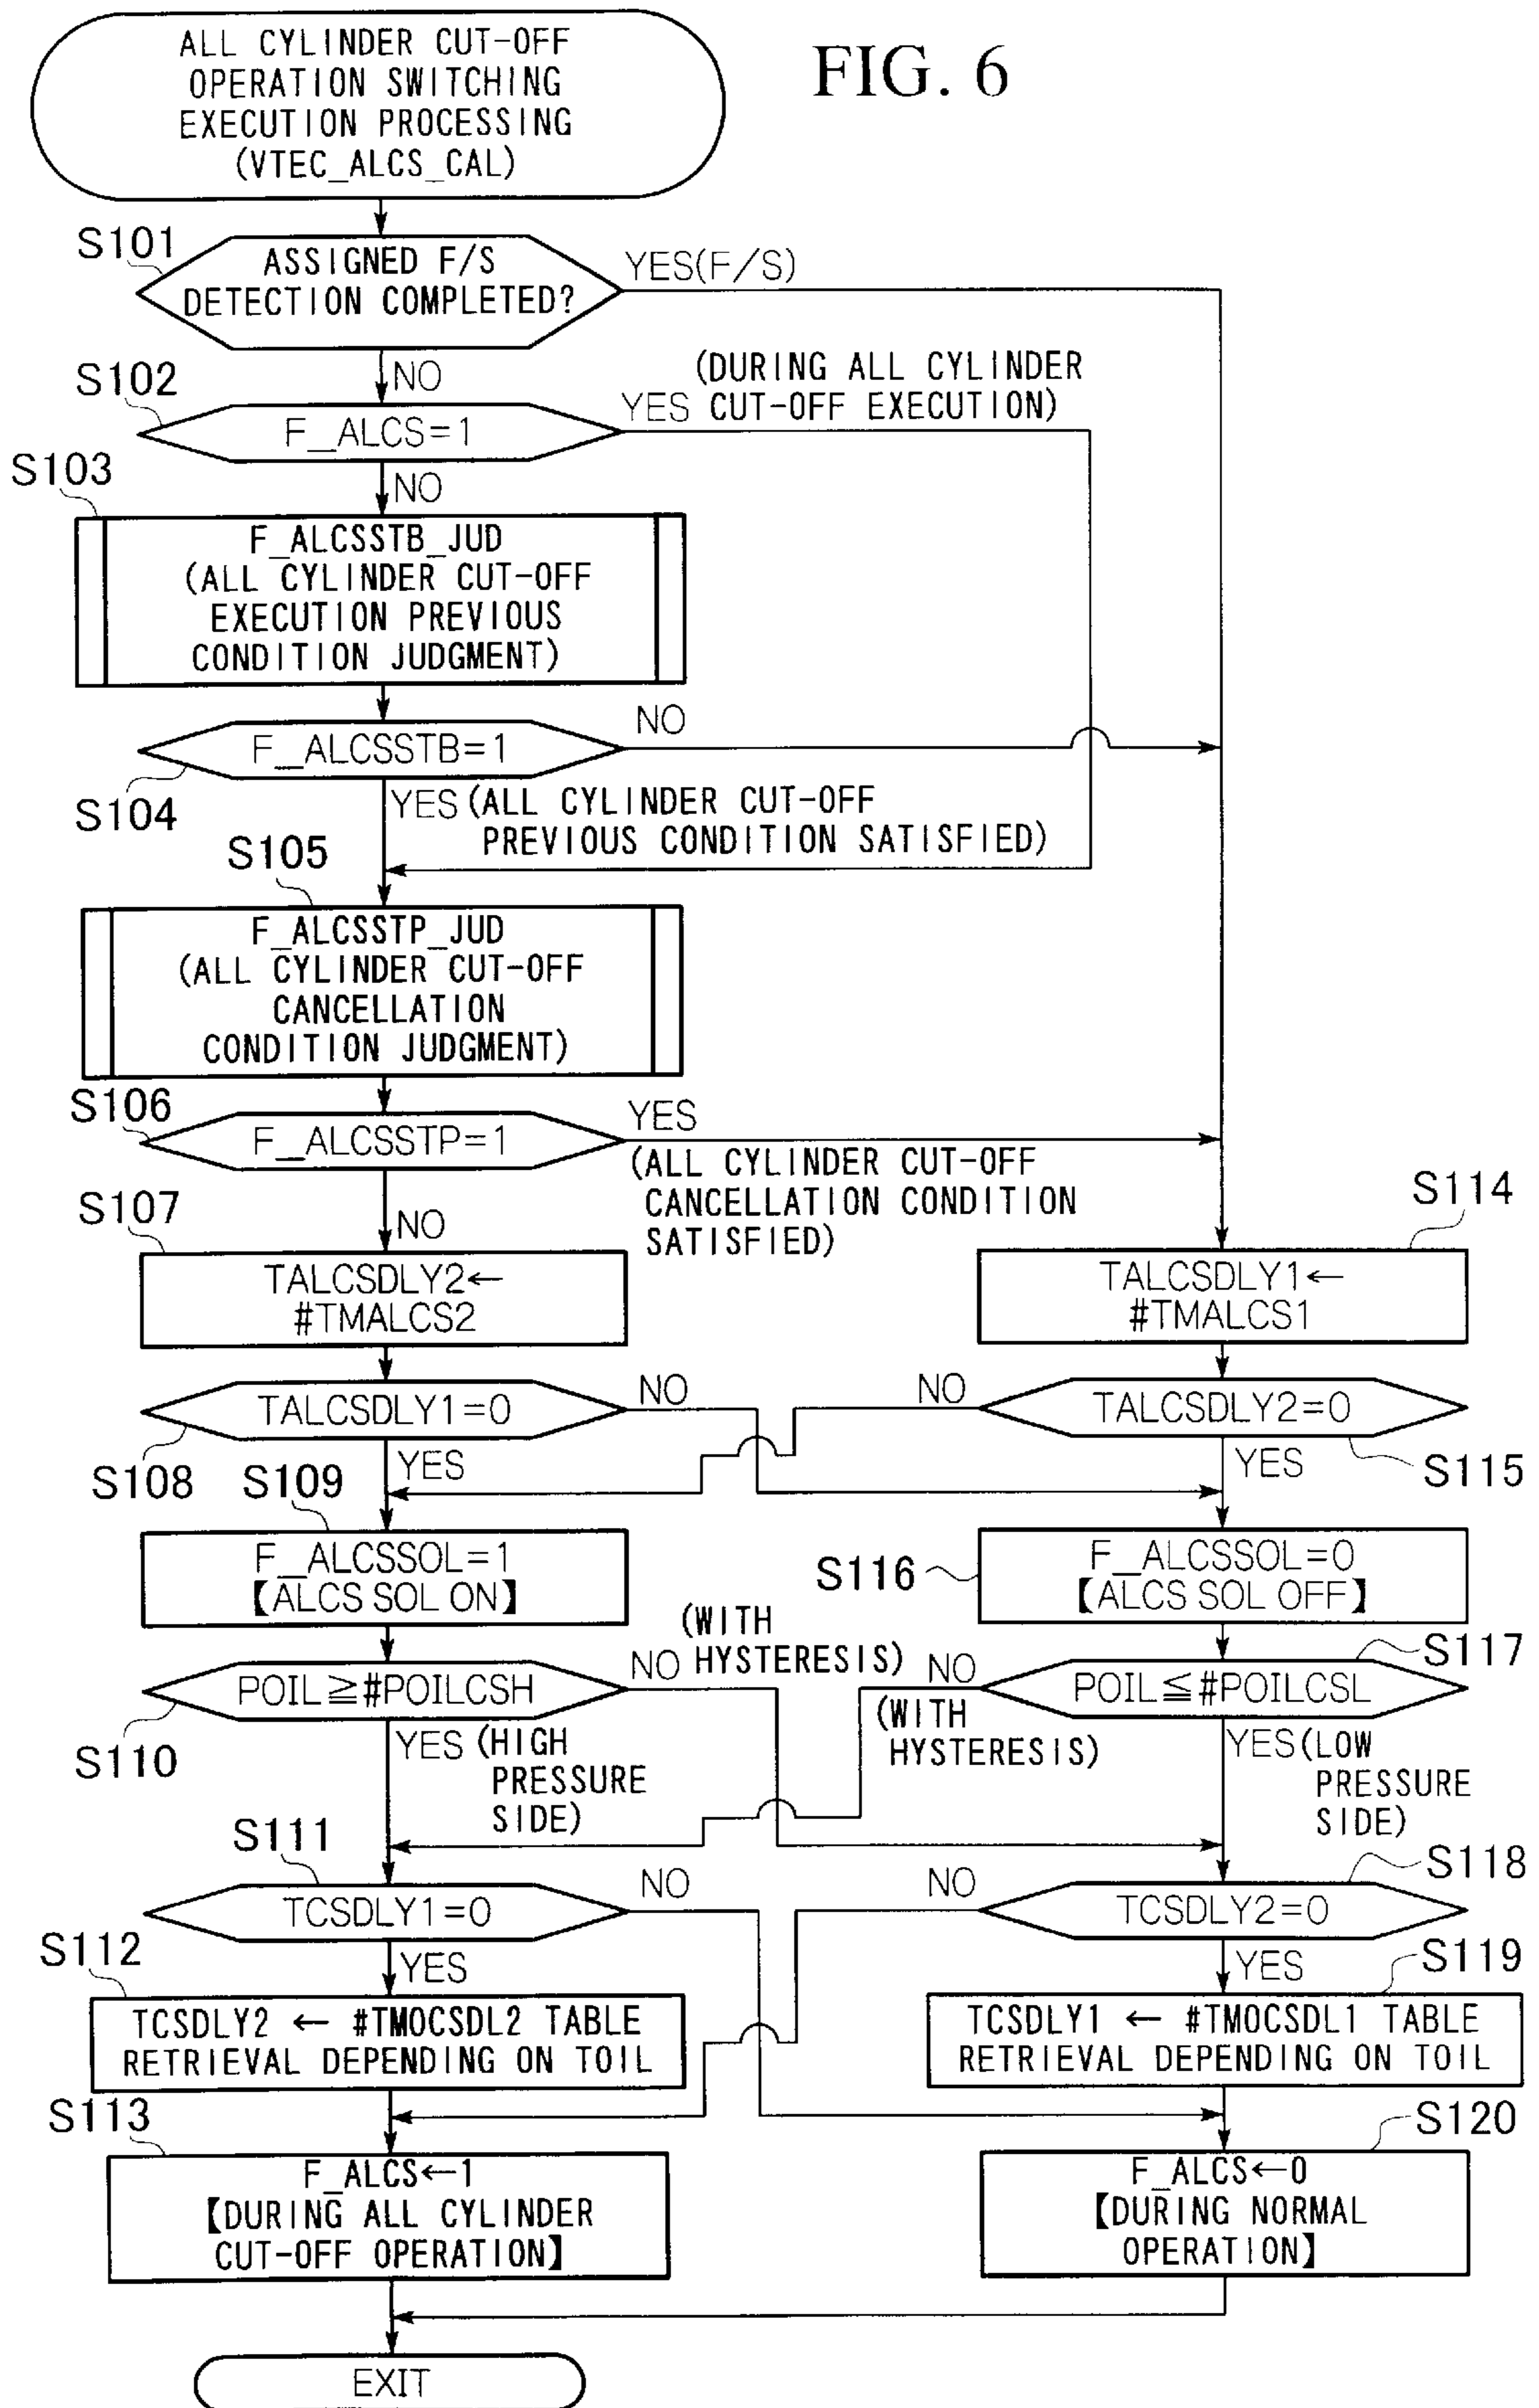 ALL CYLINDER CUT-OFF
OPERATION SWITCHING
EXECUTION PROCESSING
(VTEC_ALCS_CAL)
FIG. 6
S101
ASSIGNED F/S
DETECTION COMPLETED?
YES(F/S)
NO
S102
F_ALCS=1
YES
(DURING ALL CYLINDER
CUT-OFF EXECUTION)
NO
S103
F_ALCSSTB_JUD
(ALL CYLINDER CUT-OFF
EXECUTION PREVIOUS
CONDITION JUDGMENT)
F_ALCSSTB=1
NO
S104
YES (ALL CYLINDER CUT-OFF
PREVIOUS CONDITION SATISFIED)
S105
F_ALCSSTP_JUD
(ALL CYLINDER CUT-OFF
CANCELLATION
CONDITION JUDGMENT)
S106
F_ALCSSTP=1
YES
(ALL CYLINDER CUT-OFF
CANCELLATION CONDITION
SATISFIED)
NO
S107
TALCSDLY2←
#TMALCS2
S114
TALCSDLY1←
#TMALCS1
TALCSDLY1=0
NO
S108
YES
NO
TALCSDLY2=0
S115
YES
S109
F_ALCSSOL=1
【ALCS SOL ON】
S116
F_ALCSSOL=0
【ALCS SOL OFF】
POIL≧#POILCSH
NO
(WITH
HYSTERESIS)
S110
YES (HIGH
PRESSURE
SIDE)
S117
NO
POIL≦#POILCSL
(WITH
HYSTERESIS)
YES (LOW
PRESSURE
SIDE)
S111
TCSDLY1=0
NO
YES
S118
NO
TCSDLY2=0
YES
S112
TCSDLY2 ← #TMOCSDL2 TABLE
RETRIEVAL DEPENDING ON TOIL
S119
TCSDLY1 ← #TMOCSDL1 TABLE
RETRIEVAL DEPENDING ON TOIL
S113
F_ALCS←1
【DURING ALL CYLINDER
CUT-OFF OPERATION】
S120
F_ALCS←0
【DURING NORMAL
OPERATION】
EXIT